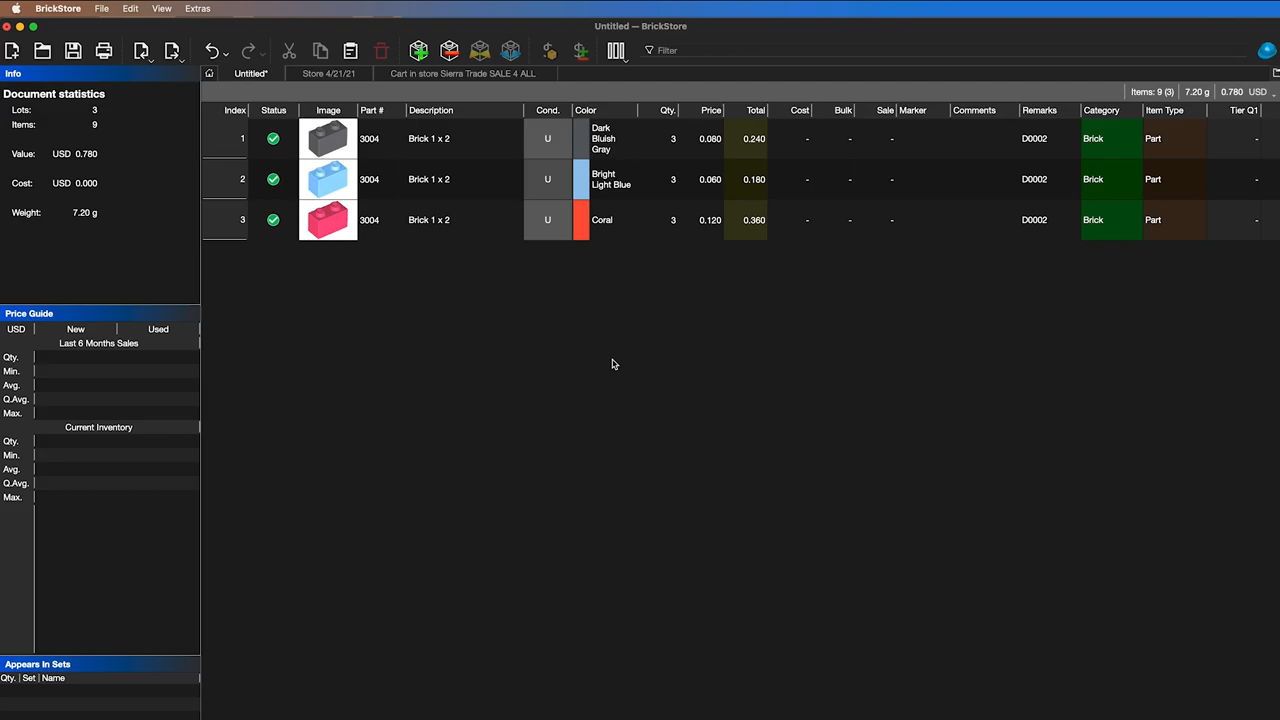 BrickStore File Edit View Extras
Untitled — BrickStore
Filter
Info
Untitled* Store 4/21/21 Cart in store Sierra Trade SALE 4 ALL
Items: 9 (3) 7.20 g 0.780 USD
Document statistics
Lots: 3
Items: 9
Value: USD 0.780
Cost: USD 0.000
Weight: 7.20 g
Index Status Image Part # Description Cond. Color Qty. Price Total Cost Bulk Sale Marker Comments Remarks Category Item Type Tier Q1
1 3004 Brick 1 x 2 U Dark Bluish Gray 3 0.080 0.240 - - - D0002 Brick Part -
2 3004 Brick 1 x 2 U Bright Light Blue 3 0.060 0.180 - - - D0002 Brick Part -
3 3004 Brick 1 x 2 U Coral 3 0.120 0.360 - - - D0002 Brick Part -
Price Guide
USD New Used
Last 6 Months Sales
Qty.
Min.
Avg.
Q.Avg.
Max.
Current Inventory
Qty.
Min.
Avg.
Q.Avg.
Max.
Appears In Sets
Qty. Set Name